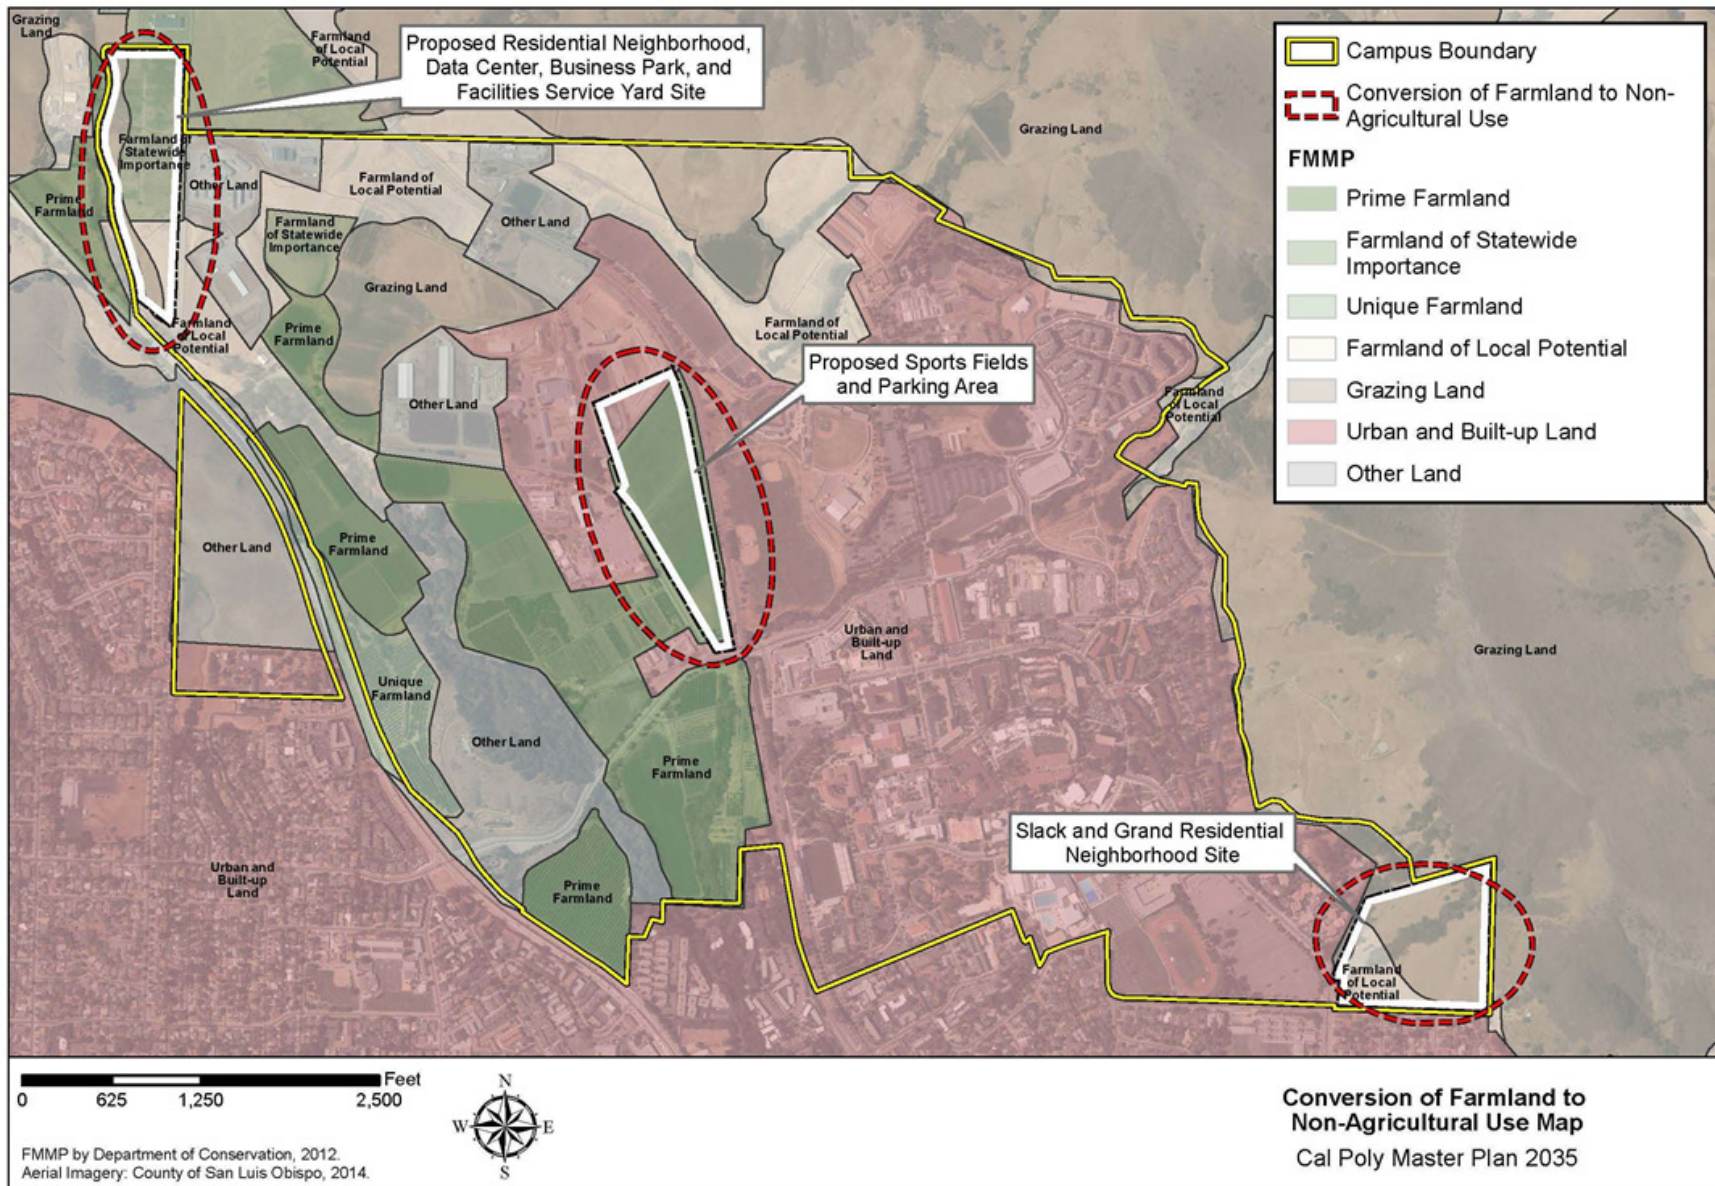 Grazing
Land
Farmland
of Local
Potential
Proposed Residential Neighborhood,
Data Center, Business Park, and
Facilities Service Yard Site
Campus Boundary
Conversion of Farmland to Non-
Agricultural Use
FMMP
Prime Farmland
Farmland of Statewide
Importance
Unique Farmland
Farmland of Local Potential
Grazing Land
Urban and Built-up Land
Other Land
Grazing Land
Farmland of
Statewide
Importance
Other Land
Prime
Farmland
Farmland of
Local Potential
Farmland
of Statewide
Importance
Other Land
Grazing Land
Farmland
of Local
Potential
Prime
Farmland
Farmland of
Local Potential
Proposed Sports Fields
and Parking Area
Other Land
Farmland
of Local
Potential
Other Land
Prime
Farmland
Urban and
Built-up
Land
Grazing Land
Unique
Farmland
Other Land
Prime
Farmland
Slack and Grand Residential
Neighborhood Site
Urban and
Built-up
Land
Prime
Farmland
Farmland
of Local
Potential
Feet
0 625 1,250 2,500
N
W E
S
FMMP by Department of Conservation, 2012.
Aerial Imagery: County of San Luis Obispo, 2014.
Conversion of Farmland to
Non-Agricultural Use Map
Cal Poly Master Plan 2035